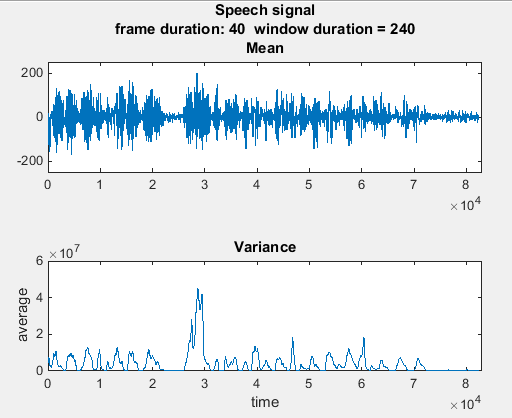 Speech signal
frame duration: 40 window duration = 240
Mean
200
0
-200
0 1 2 3 4 5 6 7 8
×10^4
Variance
×10^7
6
4
2
0
average
0 1 2 3 4 5 6 7 8
time
×10^4